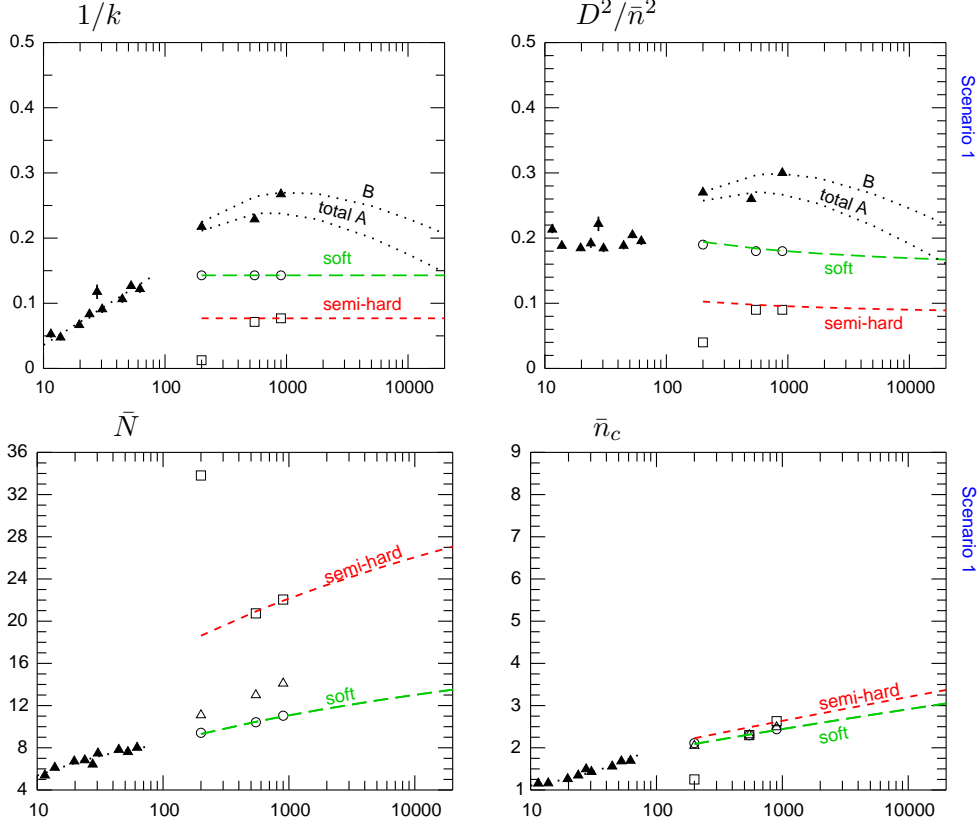 1/k
D²/n̄²
0.5
0.4
0.3
0.2
0.1
0
10
100
1000
10000
B
total A
soft
semi-hard
0.5
0.4
0.3
0.2
0.1
0
10
100
1000
10000
B
total A
soft
semi-hard
Scenario 1
N̄
n̄c
36
32
28
24
20
16
12
8
4
10
100
1000
10000
semi-hard
soft
9
8
7
6
5
4
3
2
1
10
100
1000
10000
semi-hard
soft
Scenario 1